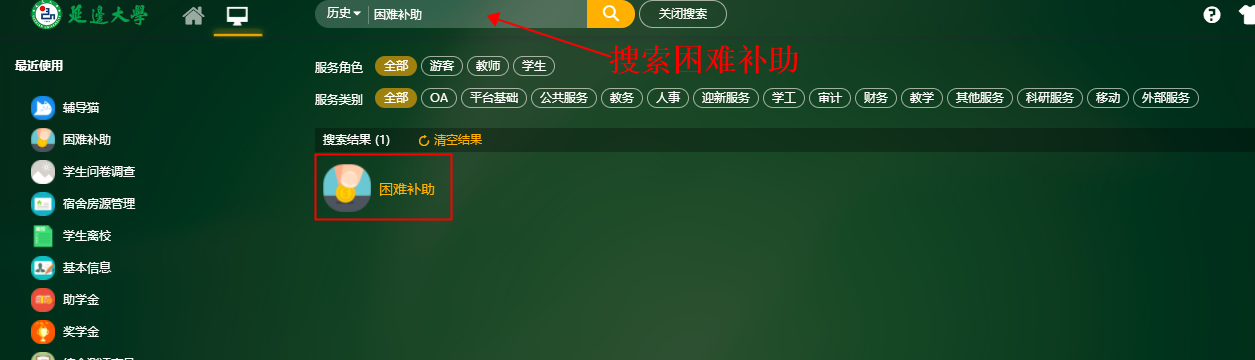 延邊大學
历史 困难补助
关闭搜索
搜索困难补助
最近使用
服务角色 全部 游客 教师 学生
服务类别 全部 OA 平台基础 公共服务 教务 人事 迎新服务 学工 审计 财务 教学 其他服务 科研服务 移动 外部服务
搜索结果 (1) 清空结果
困难补助
辅导猫
困难补助
学生问卷调查
宿舍房源管理
学生离校
基本信息
助学金
奖学金